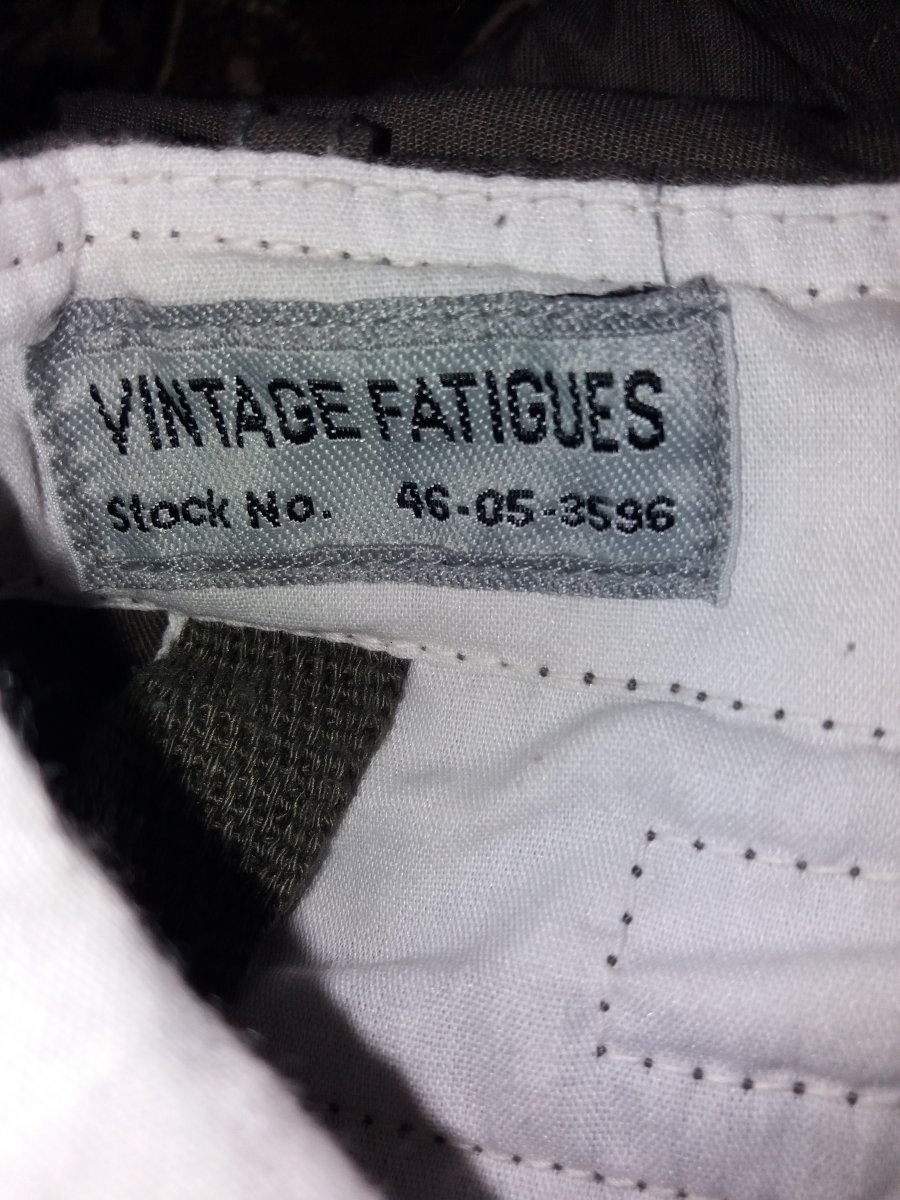 VINTAGE FATIGUES
Stock No. 46-05-3596